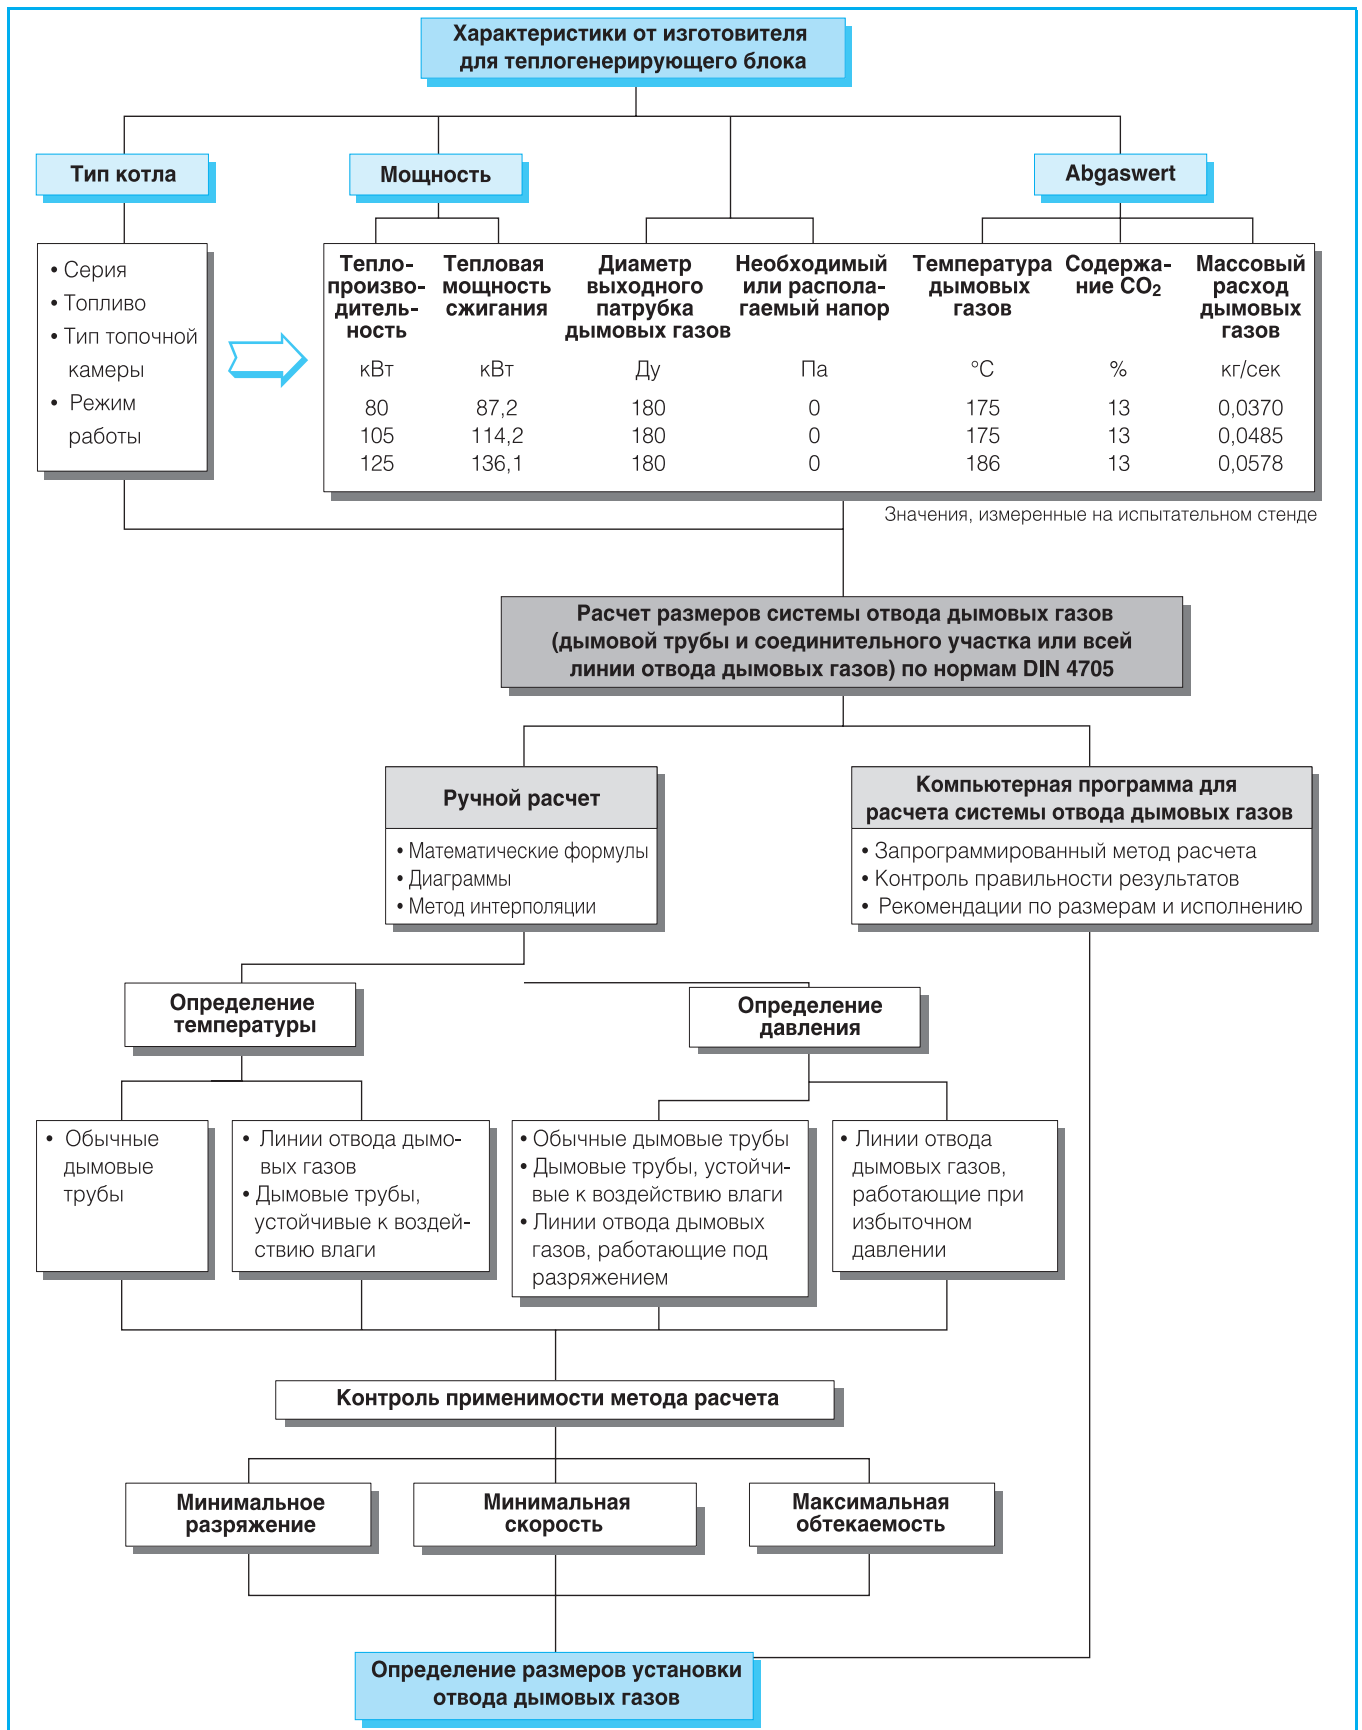 Характеристики от изготовителя
для теплогенерирующего блока
Тип котла
Мощность
Abgaswert
• Серия
• Топливо
• Тип топочной
камеры
• Режим
работы
Тепло-
производ-
дитель-
ность
кВт
80
105
125
Тепловая
мощность
сжигания
кВт
87,2
114,2
136,1
Диаметр
выходного
патрубка
дымовых газов
Ду
180
180
180
Необходимый
или распола-
гаемый напор
Па
0
0
0
Температура
дымовых
газов
°C
175
175
186
Содержа-
ние CO2
%
13
13
13
Массовый
расход
дымовых
газов
кг/сек
0,0370
0,0485
0,0578
Значения, измеренные на испытательном стенде
Расчет размеров системы отвода дымовых газов
(дымовой трубы и соединительного участка или всей
линии отвода дымовых газов) по нормам DIN 4705
Ручной расчет
• Математические формулы
• Диаграммы
• Метод интерполяции
Компьютерная программа для
расчета системы отвода дымовых газов
• Запрограммированный метод расчета
• Контроль правильности результатов
• Рекомендации по размерам и исполнению
Определение
температуры
Определение
давления
• Обычные
дымовые
трубы
• Линии отвода дымо-
вых газов
• Дымовые трубы,
устойчивые к воздей-
ствию влаги
• Обычные дымовые трубы
• Дымовые трубы, устойчи-
вые к воздействию влаги
• Линии отвода дымовых
газов, работающие под
разряжением
• Линии отвода
дымовых газов,
работающие при
избыточном
давлении
Контроль применимости метода расчета
Минимальное
разряжение
Минимальная
скорость
Максимальная
обтекаемость
Определение размеров установки
отвода дымовых газов